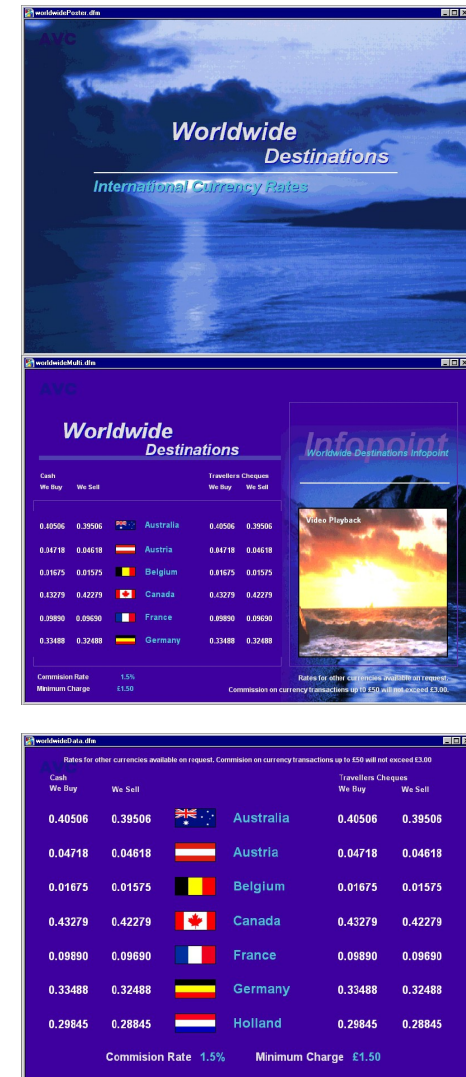 worldwidePoster.dfm
AVC
Worldwide
Destinations
International Currency Rates
worldwideMulti.dfm
AVC
Worldwide
Destinations
Infopoint
Worldwide Destinations Infopoint
Cash Travellers Cheques
We Buy We Sell We Buy We Sell
Video Playback
0.40506 0.39506 Australia 0.40506 0.39506
0.04718 0.04618 Austria 0.04718 0.04618
0.01675 0.01575 Belgium 0.01675 0.01575
0.43279 0.42279 Canada 0.43279 0.42279
0.09890 0.09690 France 0.09890 0.09690
0.33488 0.32488 Germany 0.33488 0.32488
Commision Rate 1.5% Rates for other currencies available on request.
Minimum Charge £1.50 Commission on currency transactions up to £50 will not exceed £3.00.
worldwideData.dfm
AVC
Rates for other currencies available on request. Commision on currency transactions up to £50 will not exceed £3.00
Cash Travellers Cheques
We Buy We Sell We Buy We Sell
0.40506 0.39506 Australia 0.40506 0.39506
0.04718 0.04618 Austria 0.04718 0.04618
0.01675 0.01575 Belgium 0.01675 0.01575
0.43279 0.42279 Canada 0.43279 0.42279
0.09890 0.09690 France 0.09890 0.09690
0.33488 0.32488 Germany 0.33488 0.32488
0.29845 0.28845 Holland 0.29845 0.28845
Commision Rate 1.5% Minimum Charge £1.50